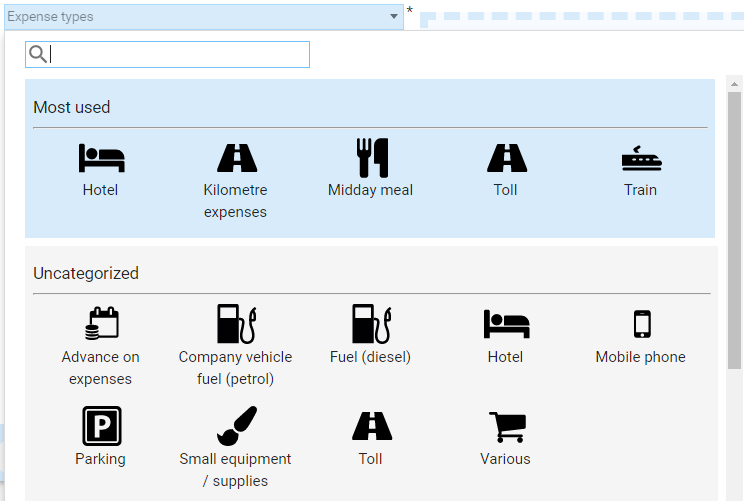 Expense types *
Most used
Hotel Kilometre Midday meal Toll Train
expenses
Uncategorized
Advance on Company vehicle Fuel (diesel) Hotel Mobile phone
expenses fuel (petrol)
P
Parking Small equipment Toll Various
/ supplies